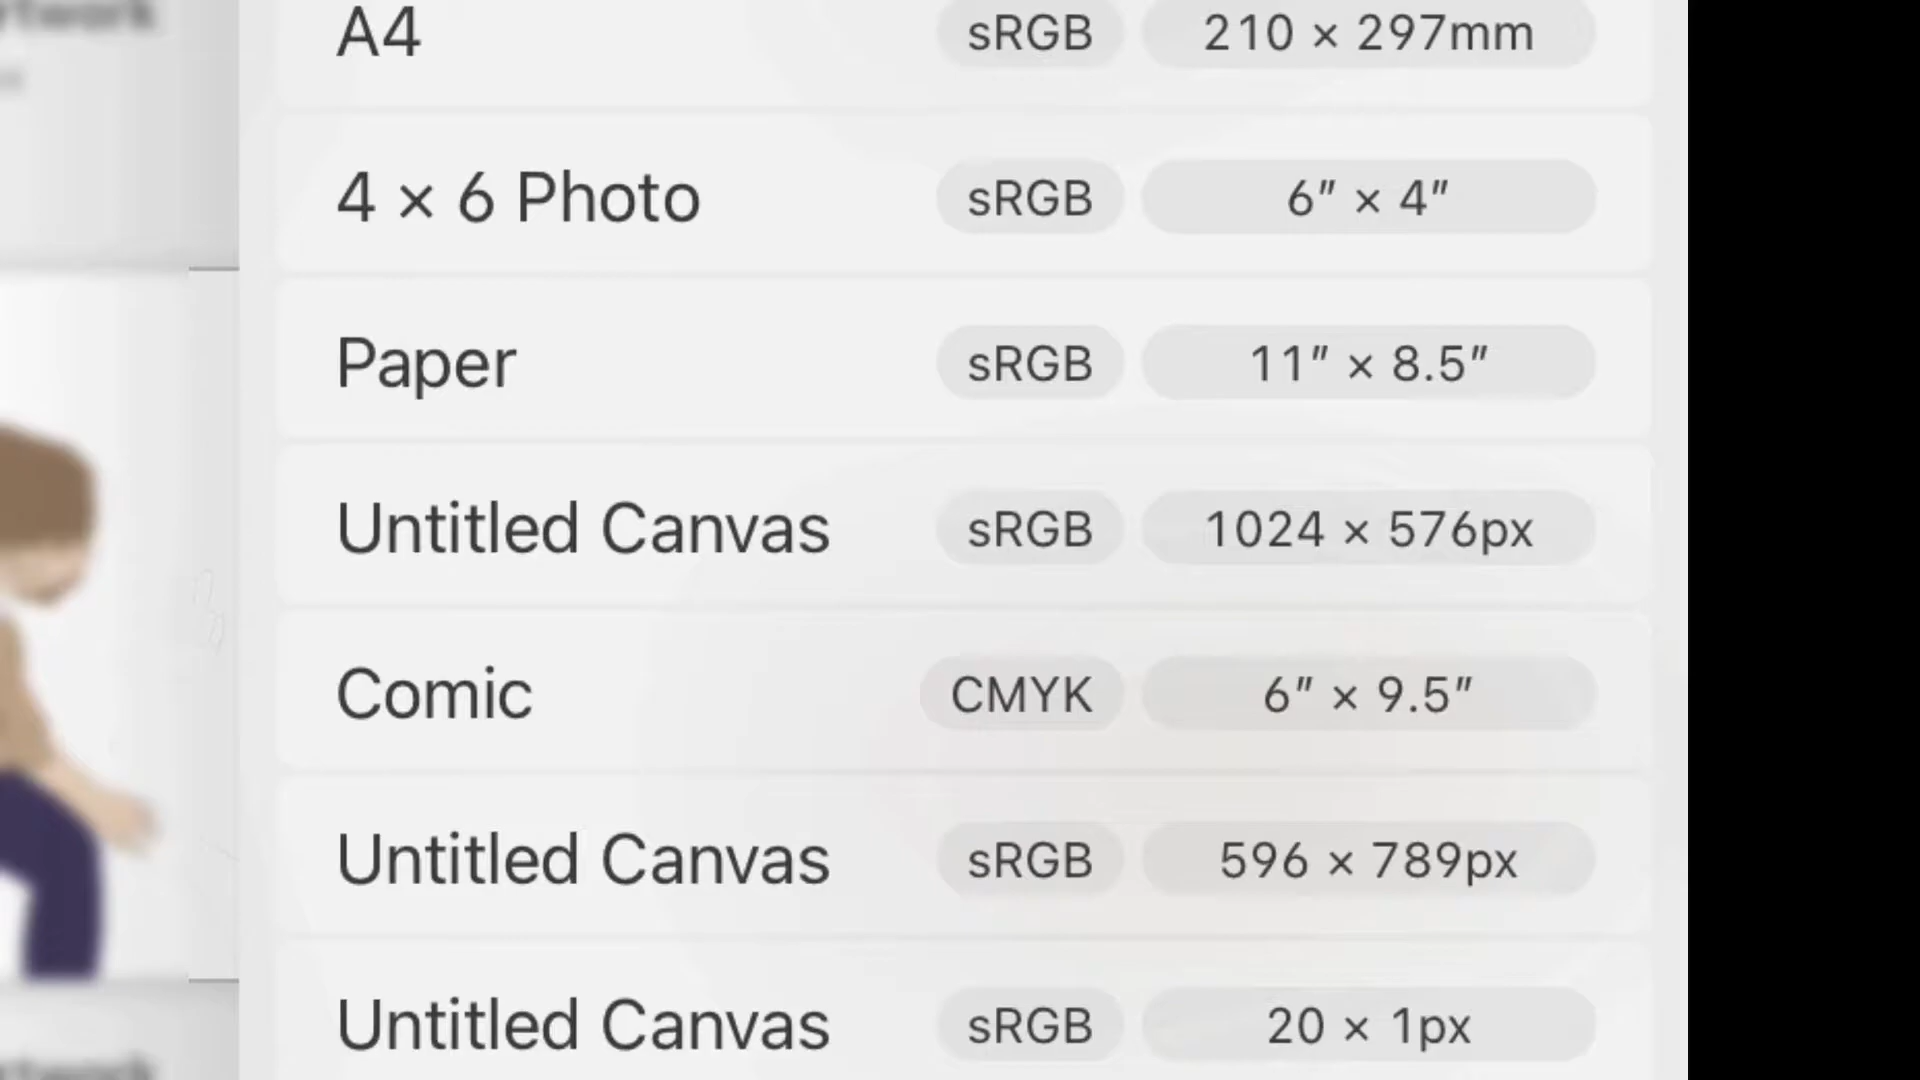 A4 sRGB 210 × 297mm
4 × 6 Photo sRGB 6″ × 4″
Paper sRGB 11″ × 8.5″
Untitled Canvas sRGB 1024 × 576px
Comic CMYK 6″ × 9.5″
Untitled Canvas sRGB 596 × 789px
Untitled Canvas sRGB 20 × 1px